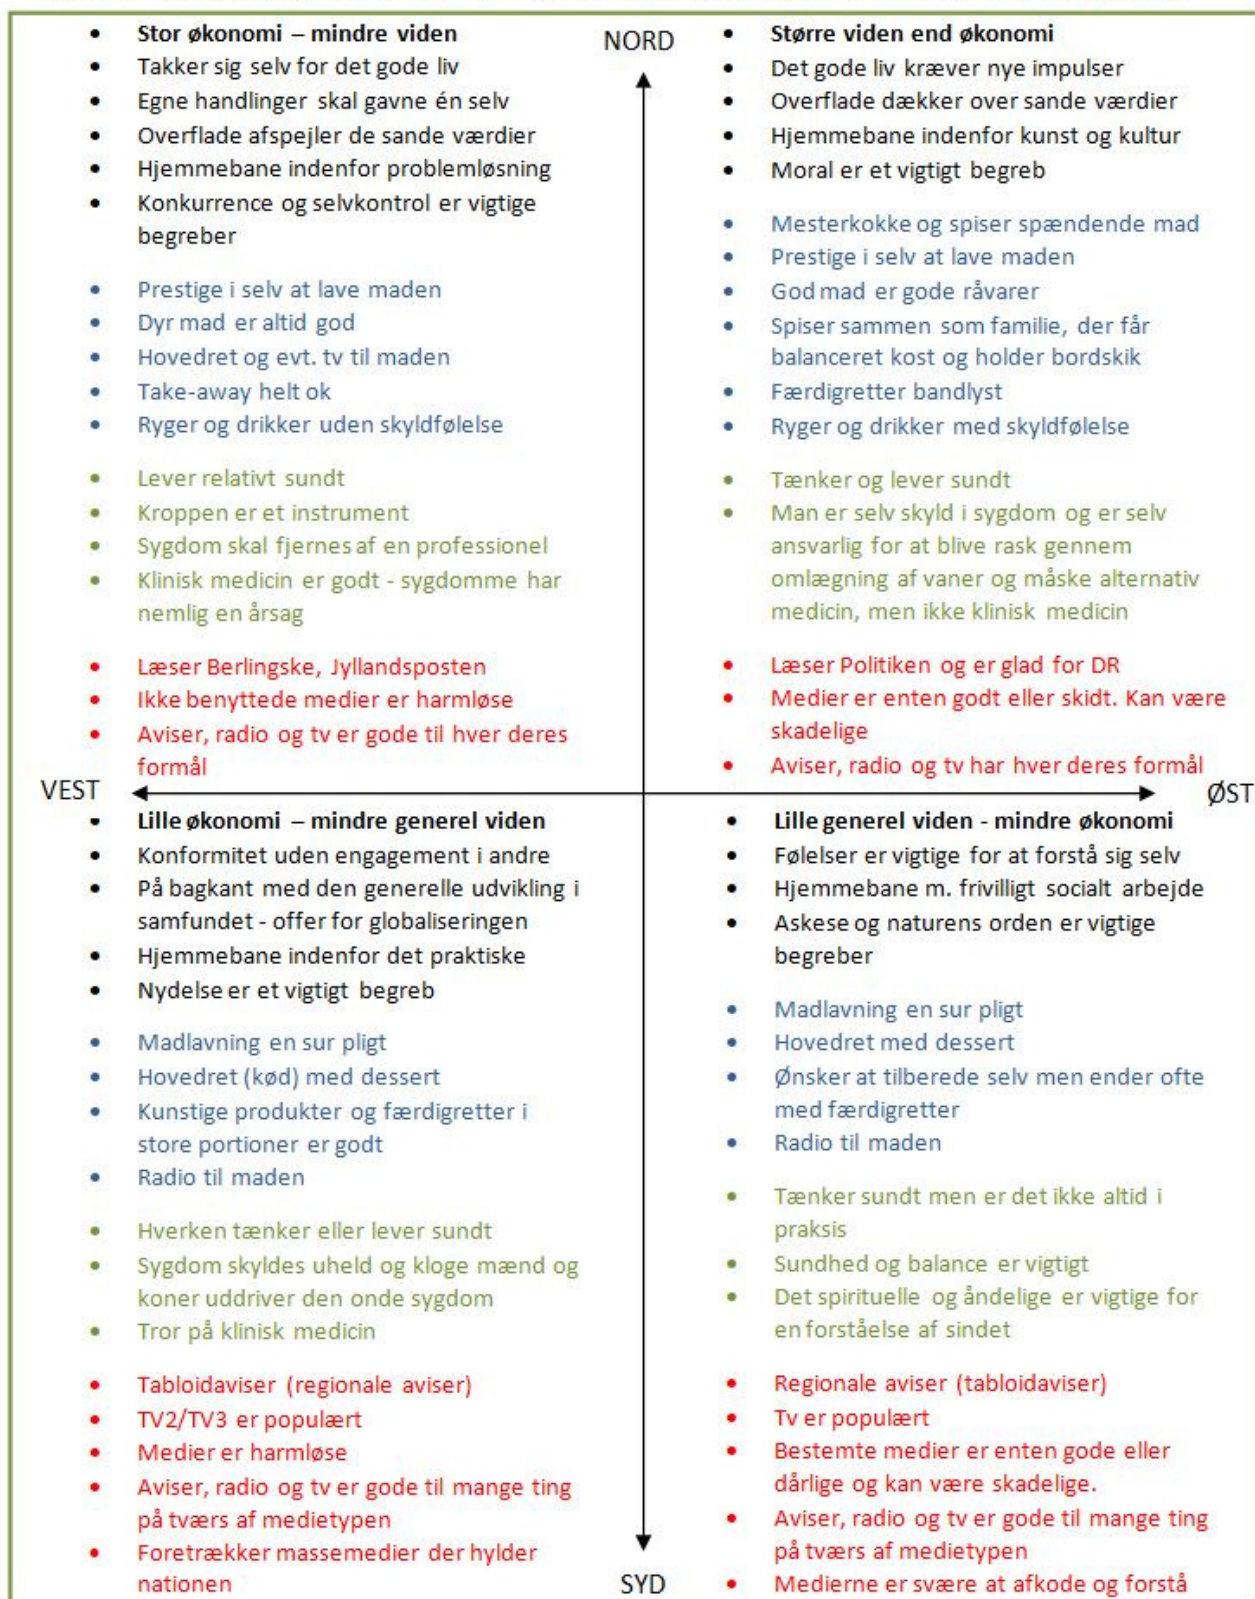 NORD
• Stor økonomi – mindre viden
• Takker sig selv for det gode liv
• Egne handlinger skal gavne én selv
• Overflade afspejler de sande værdier
• Hjemmebane indenfor problemløsning
• Konkurrence og selvkontrol er vigtige
begreber
• Prestige i selv at lave maden
• Dyr mad er altid god
• Hovedret og evt. tv til maden
• Take-away helt ok
• Ryger og drikker uden skyldfølelse
• Lever relativt sundt
• Kroppen er et instrument
• Sygdom skal fjernes af en professionel
• Klinisk medicin er godt - sygdomme har
nemlig en årsag
• Læser Berlingske, Jyllandsposten
• Ikke benyttede medier er harmløse
• Aviser, radio og tv er gode til hver deres
formål
• Større viden end økonomi
• Det gode liv kræver nye impulser
• Overflade dækker over sande værdier
• Hjemmebane indenfor kunst og kultur
• Moral er et vigtigt begreb
• Mesterkokke og spiser spændende mad
• Prestige i selv at lave maden
• God mad er gode råvarer
• Spiser sammen som familie, der får
balanceret kost og holder bordskik
• Færdigretter bandlyst
• Ryger og drikker med skyldfølelse
• Tænker og lever sundt
• Man er selv skyld i sygdom og er selv
ansvarlig for at blive rask gennem
omlægning af vaner og måske alternativ
medicin, men ikke klinisk medicin
• Læser Politiken og er glad for DR
• Medier er enten godt eller skidt. Kan være
skadelige
• Aviser, radio og tv har hver deres formål
VEST
ØST
• Lille økonomi – mindre generel viden
• Konformitet uden engagement i andre
• På bagkant med den generelle udvikling i
samfundet - offer for globaliseringen
• Hjemmebane indenfor det praktiske
• Nydelse er et vigtigt begreb
• Madlavning en sur pligt
• Hovedret (kød) med dessert
• Kunstige produkter og færdigretter i
store portioner er godt
• Radio til maden
• Hverken tænker eller lever sundt
• Sygdom skyldes uheld og kloge mænd og
koner uddriver den onde sygdom
• Tror på klinisk medicin
• Tabloidaviser (regionale aviser)
• TV2/TV3 er populært
• Medier er harmløse
• Aviser, radio og tv er gode til mange ting
på tværs af medietypen
• Foretrækker massemedier der hylder
nationen
• Lille generel viden - mindre økonomi
• Følelser er vigtige for at forstå sig selv
• Hjemmebane m. frivilligt socialt arbejde
• Askese og naturens orden er vigtige
begreber
• Madlavning en sur pligt
• Hovedret med dessert
• Ønsker at tilberede selv men ender ofte
med færdigretter
• Radio til maden
• Tænker sundt men er det ikke altid i
praksis
• Sundhed og balance er vigtigt
• Det spirituelle og åndelige er vigtige for
en forståelse af sindet
• Regionale aviser (tabloidaviser)
• Tv er populært
• Bestemte medier er enten gode eller
dårlige og kan være skadelige.
• Aviser, radio og tv er gode til mange ting
på tværs af medietypen
• Medierne er svære at afkode og forstå
SYD